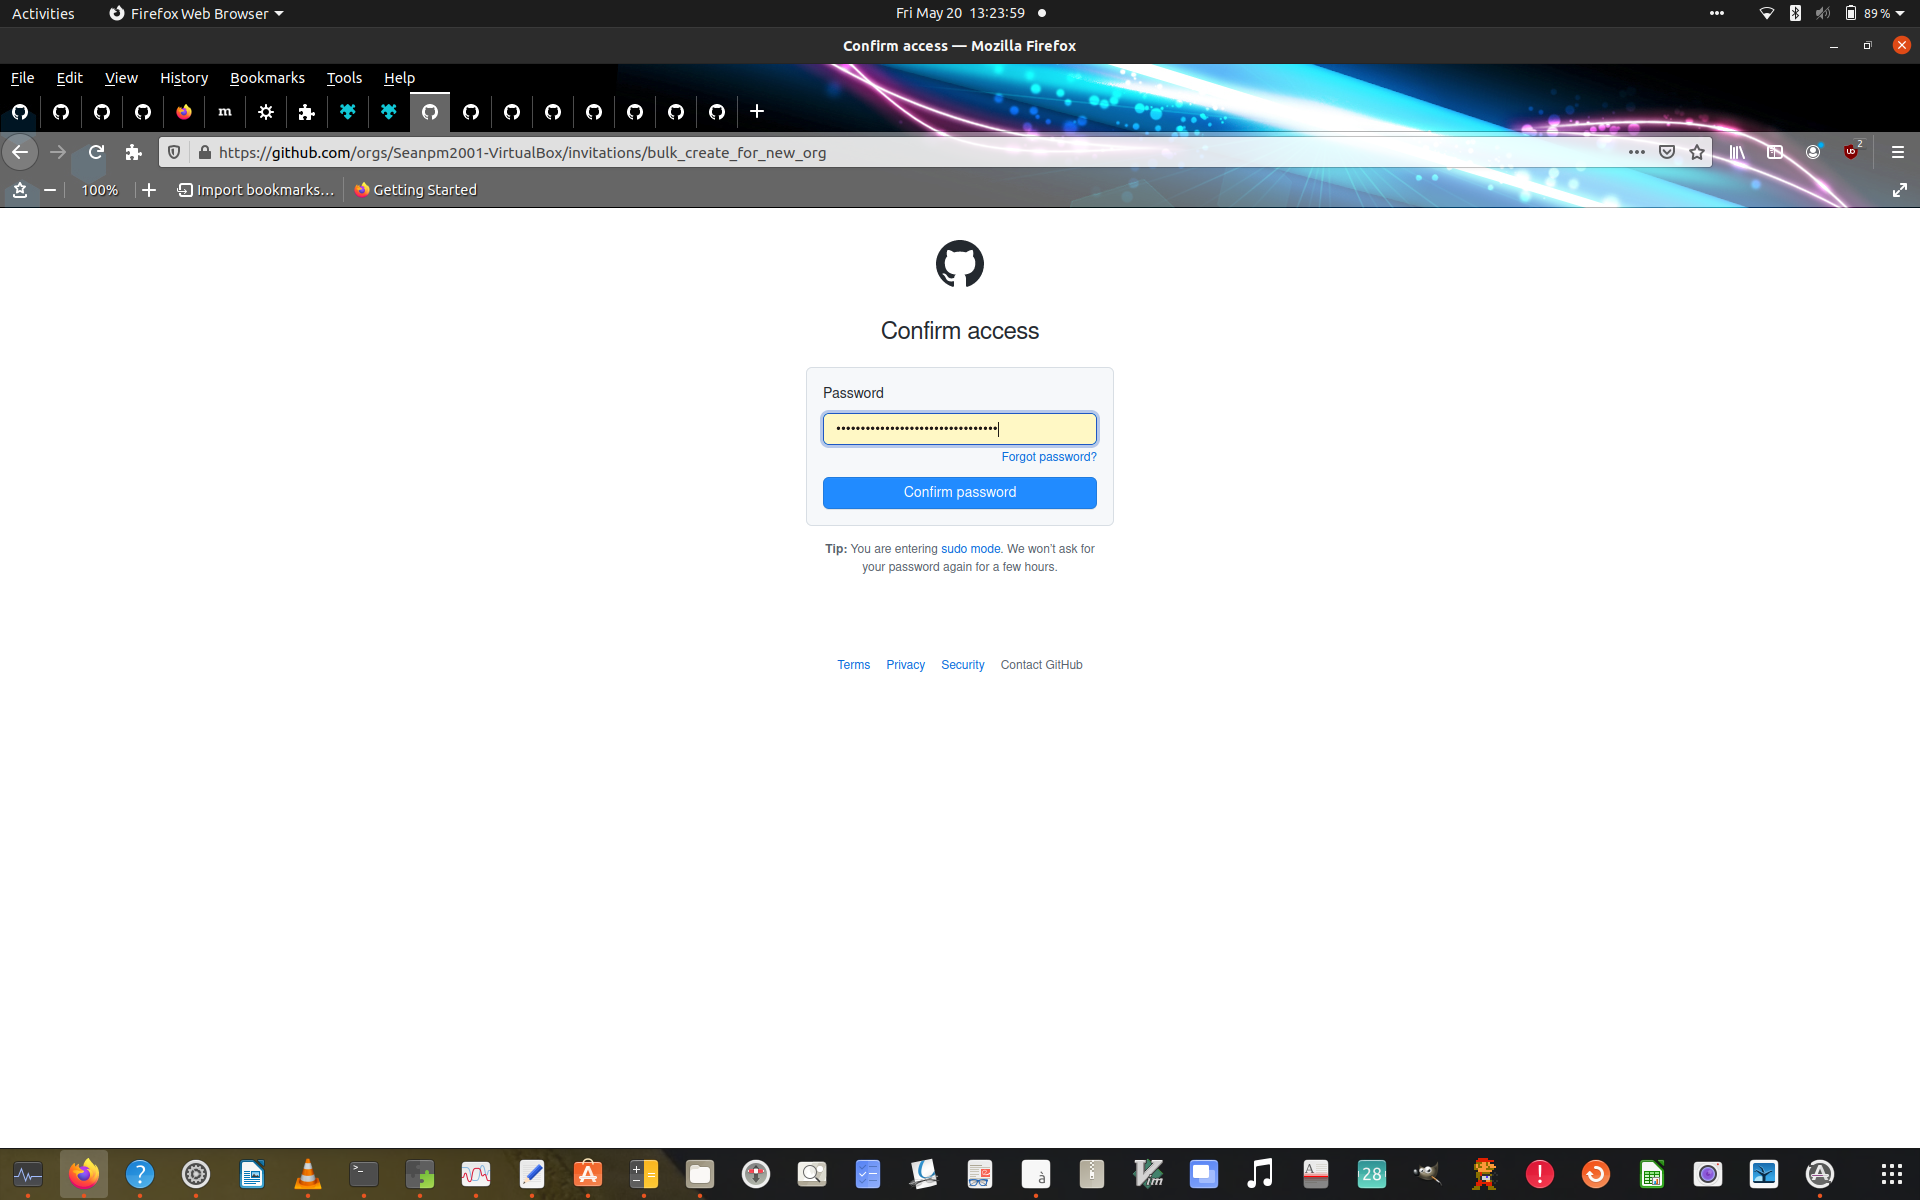 Activities
Firefox Web Browser
Fri May 20 13:23:59
89 %
Confirm access — Mozilla Firefox
File Edit View History Bookmarks Tools Help
m
https://github.com/orgs/Seanpm2001-VirtualBox/invitations/bulk_create_for_new_org
2
100%
Import bookmarks…
Getting Started
Confirm access
Password
Forgot password?
Confirm password
Tip: You are entering sudo mode. We won't ask for
your password again for a few hours.
Terms Privacy Security Contact GitHub
28